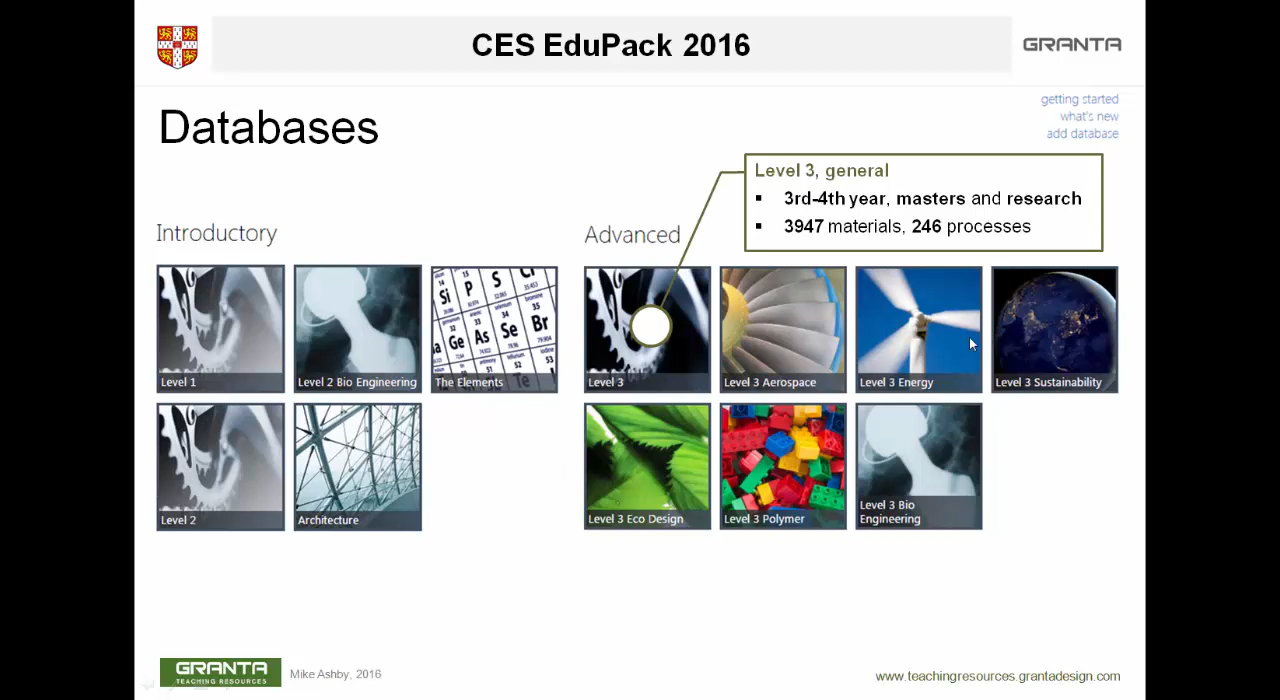 CES EduPack 2016
GRANTA
Databases
getting started
what's new
add database
Level 3, general
▪ 3rd-4th year, masters and research
▪ 3947 materials, 246 processes
Introductory
Advanced
Si P S Cl
Ge As Se Br
Level 1
Level 2 Bio Engineering
The Elements
Level 3
Level 3 Aerospace
Level 3 Energy
Level 3 Sustainability
Level 2
Architecture
Level 3 Eco Design
Level 3 Polymer
Level 3 Bio
Engineering
GRANTA
TEACHING RESOURCES
Mike Ashby, 2016
www.teachingresources.grantadesign.com